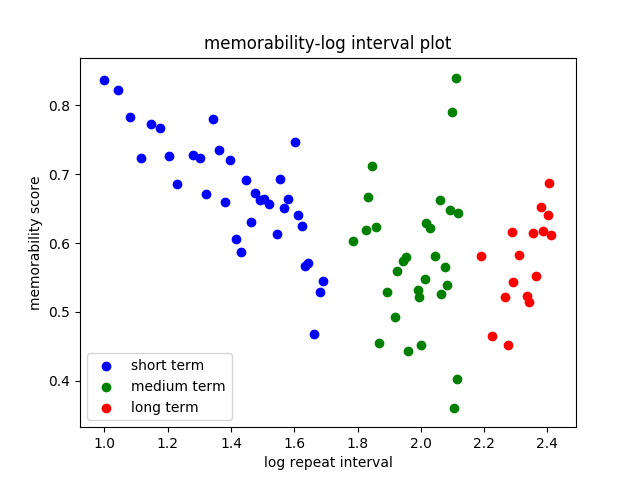 memorability-log interval plot
memorability score
0.8
0.7
0.6
0.5
0.4
short term
medium term
long term
1.0 1.2 1.4 1.6 1.8 2.0 2.2 2.4
log repeat interval